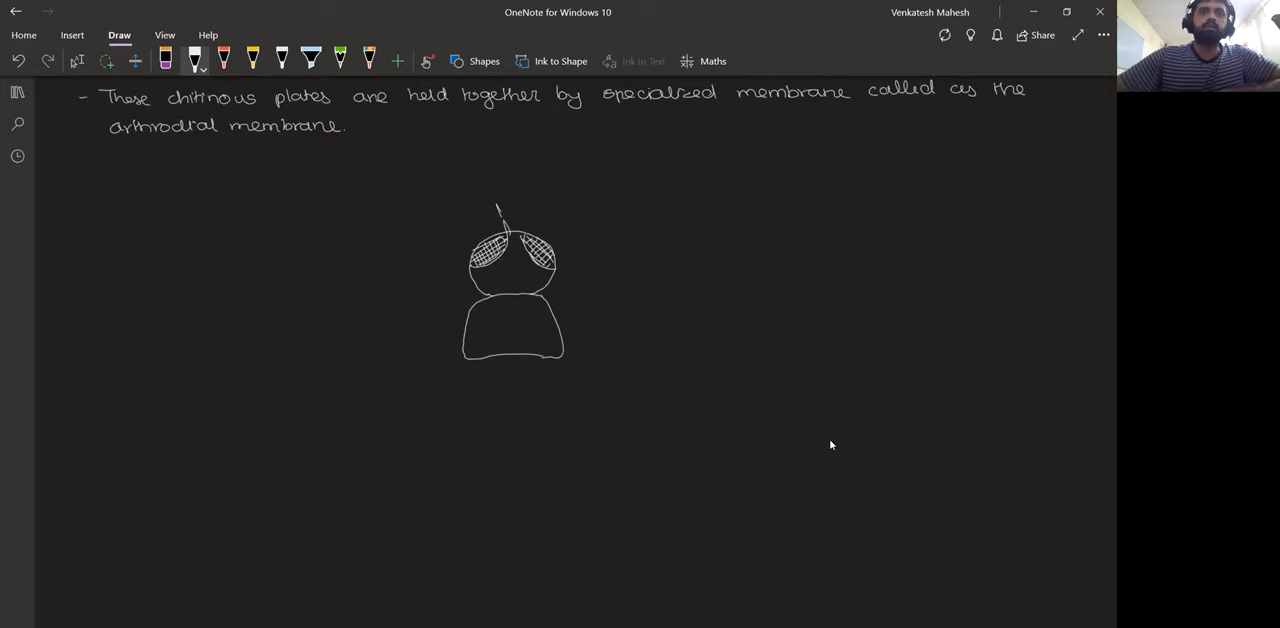 OneNote for Windows 10
Venkatesh Mahesh
Home Insert Draw View Help
Share
Shapes Ink to Shape Ink to Text Maths
- These chitinous plates are held together by specialized membrane called as the
arthrodial membrane.